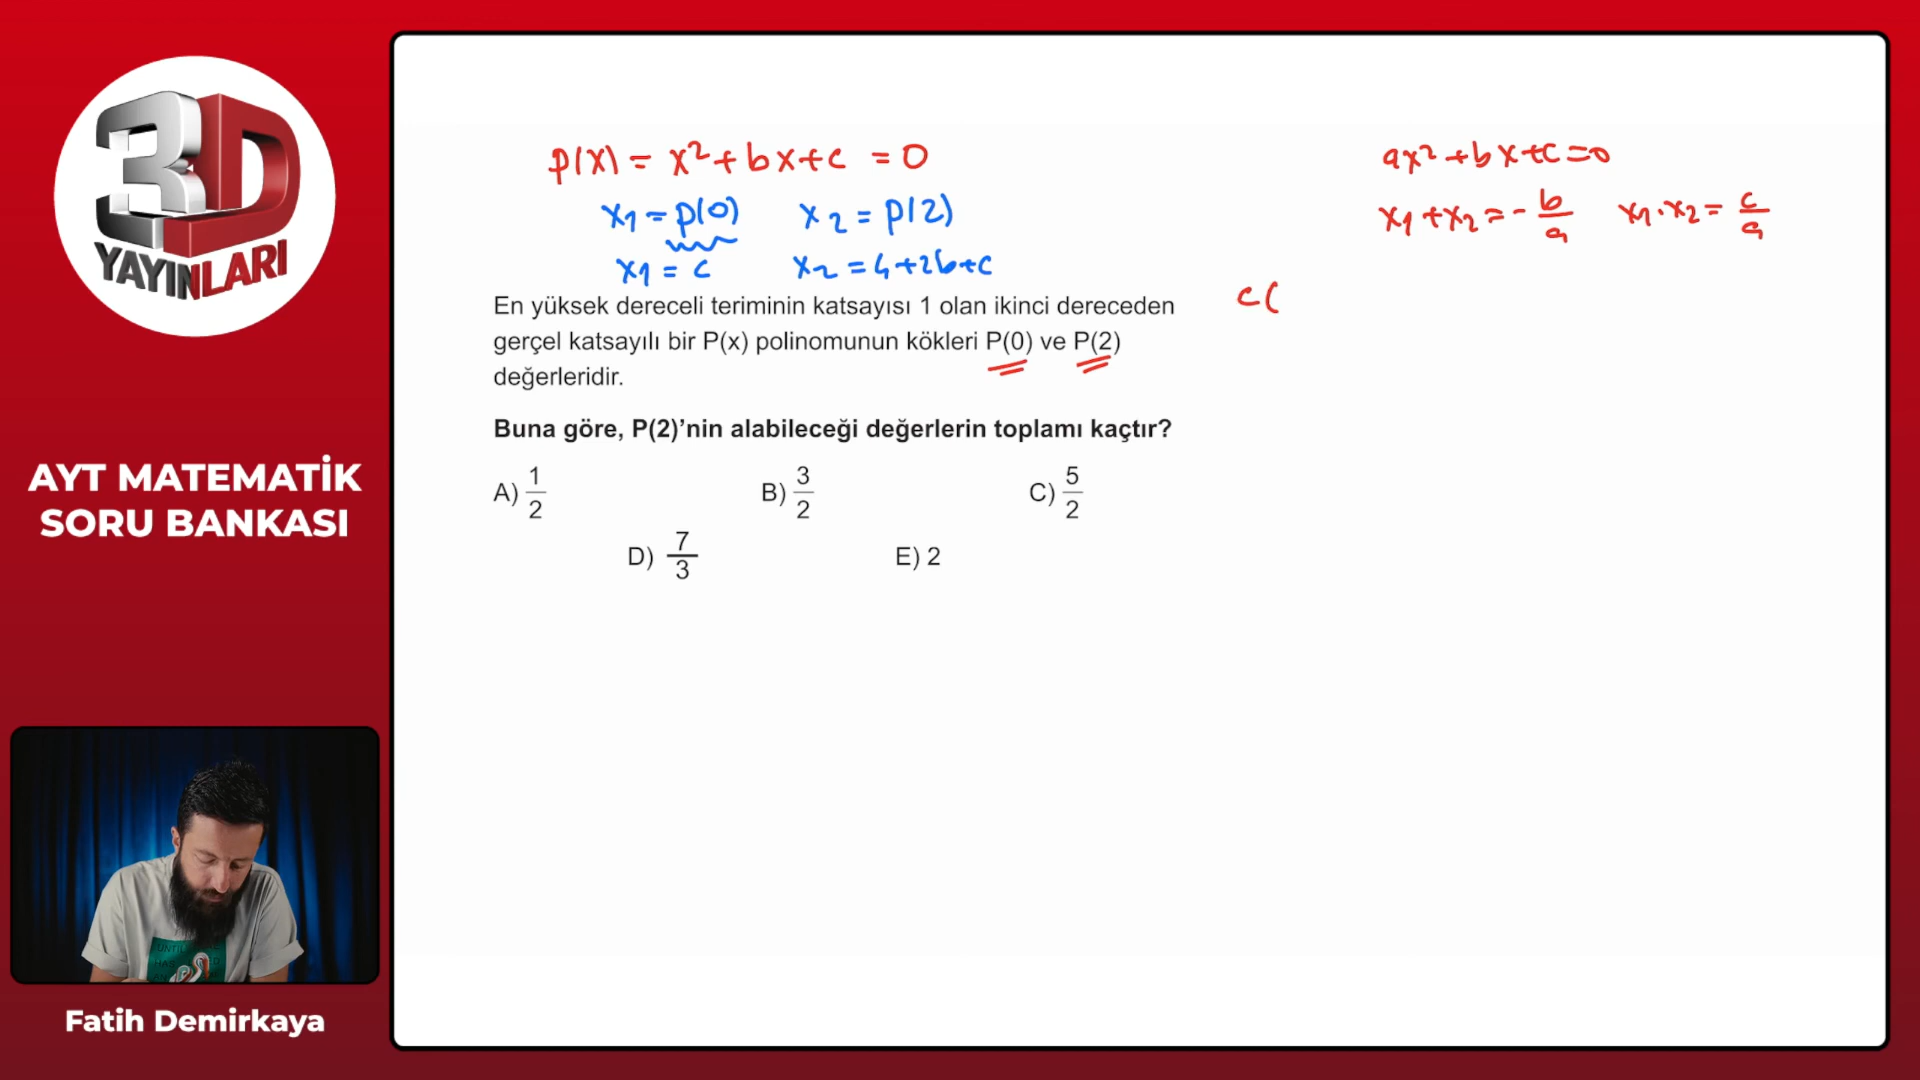 3D
YAYINLARI
AYT MATEMATİK
SORU BANKASI
Fatih Demirkaya
p(x) = x² + bx + c = 0
x₁ = p(0) x₂ = p(2)
x₁ = c x₂ = 4+2b+c
ax² + bx + c = 0
x₁ + x₂ = - b/a x₁ . x₂ = c/a
c(
En yüksek dereceli teriminin katsayısı 1 olan ikinci dereceden
gerçel katsayılı bir P(x) polinomunun kökleri P(0) ve P(2)
değerleridir.
Buna göre, P(2)’nin alabileceği değerlerin toplamı kaçtır?
A) 1/2 B) 3/2 C) 5/2
D) 7/3 E) 2